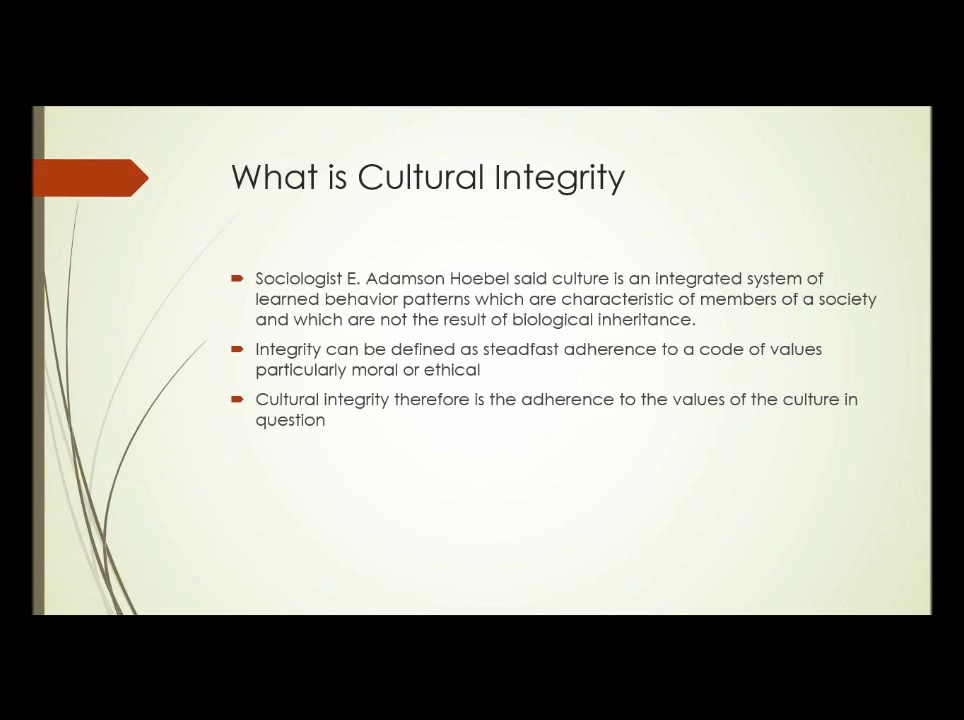 What is Cultural Integrity
Sociologist E. Adamson Hoebel said culture is an integrated system of
learned behavior patterns which are characteristic of members of a society
and which are not the result of biological inheritance.
Integrity can be defined as steadfast adherence to a code of values
particularly moral or ethical
Cultural integrity therefore is the adherence to the values of the culture in
question